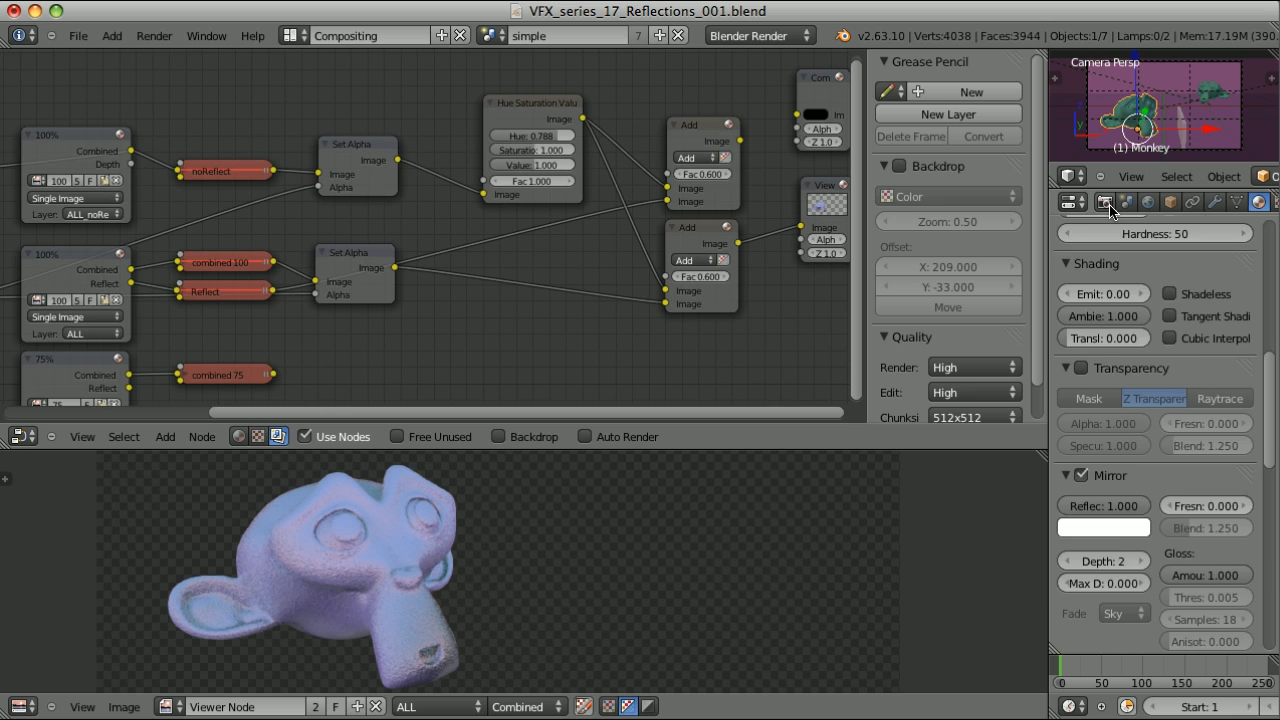 VFX_series_17_Reflections_001.blend
File Add Render Window Help Compositing simple 7 Blender Render v2.63.10 | Verts:4038 | Faces:3944 | Objects:1/7 | Lamps:0/2 | Mem:17.19M (390.
100%
Combined
Depth
100 5 F
Single Image
Layer: ALL_noRe
noReflect
Set Alpha
Image
Image
Alpha
Hue Saturation Valu
Image
Hue: 0.788
Saturatio: 1.000
Value: 1.000
Fac 1.000
Image
Add
Image
Add
Fac 0.600
Image
Image
Com
Im
Alph
Z 1.0
View
Image
Alph
Z 1.0
100%
Combined
Reflect
100 5 F
Single Image
Layer: ALL
combined 100
Reflect
Set Alpha
Image
Image
Alpha
Add
Image
Add
Fac 0.600
Image
Image
75%
Combined
Reflect
75
combined 75
Grease Pencil
New
New Layer
Delete Frame Convert
Backdrop
Color
Zoom: 0.50
Offset:
X: 209.000
Y: -33.000
Move
Quality
Render: High
Edit: High
Chunksi 512x512
View Select Add Node Use Nodes Free Unused Backdrop Auto Render
Camera Persp
(1) Monkey
View Select Object
Hardness: 50
Shading
Emit: 0.00 Shadeless
Ambie: 1.000 Tangent Shadi
Transl: 0.000 Cubic Interpol
Transparency
Mask Z Transparer Raytrace
Alpha: 1.000 Fresn: 0.000
Specu: 1.000 Blend: 1.250
Mirror
Reflec: 1.000 Fresn: 0.000
Blend: 1.250
Gloss:
Depth: 2 Amou: 1.000
Max D: 0.000 Thres: 0.005
Fade Sky Samples: 18
Anisot: 0.000
0 50 100 150 200 250
Start: 1
View Image Viewer Node 2 F ALL Combined